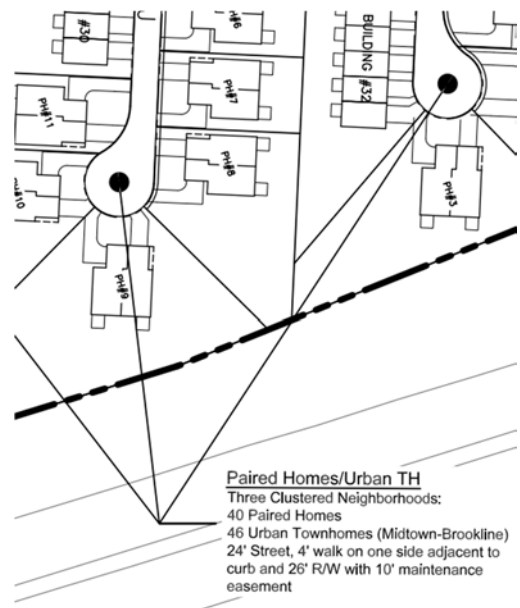 #30
PH#6
PH#7
PH#11
PH#8
PH#10
PH#9
BUILDING
#32
PH#3
Paired Homes/Urban TH
Three Clustered Neighborhoods:
40 Paired Homes
46 Urban Townhomes (Midtown-Brookline)
24' Street, 4' walk on one side adjacent to
curb and 26' R/W with 10' maintenance
easement